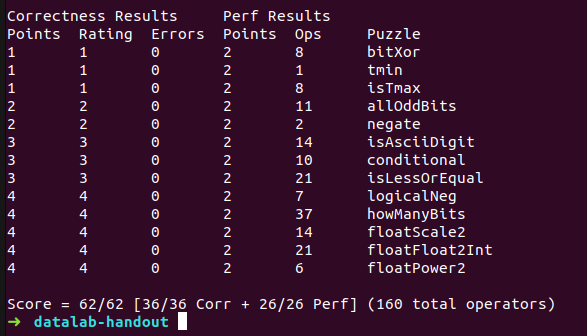 Correctness Results Perf Results
Points Rating Errors Points Ops Puzzle
1 1 0 2 8 bitXor
1 1 0 2 1 tmin
1 1 0 2 8 isTmax
2 2 0 2 11 allOddBits
2 2 0 2 2 negate
3 3 0 2 14 isAsciiDigit
3 3 0 2 10 conditional
3 3 0 2 21 isLessOrEqual
4 4 0 2 7 logicalNeg
4 4 0 2 37 howManyBits
4 4 0 2 14 floatScale2
4 4 0 2 21 floatFloat2Int
4 4 0 2 6 floatPower2
Score = 62/62 [36/36 Corr + 26/26 Perf] (160 total operators)
→ datalab-handout